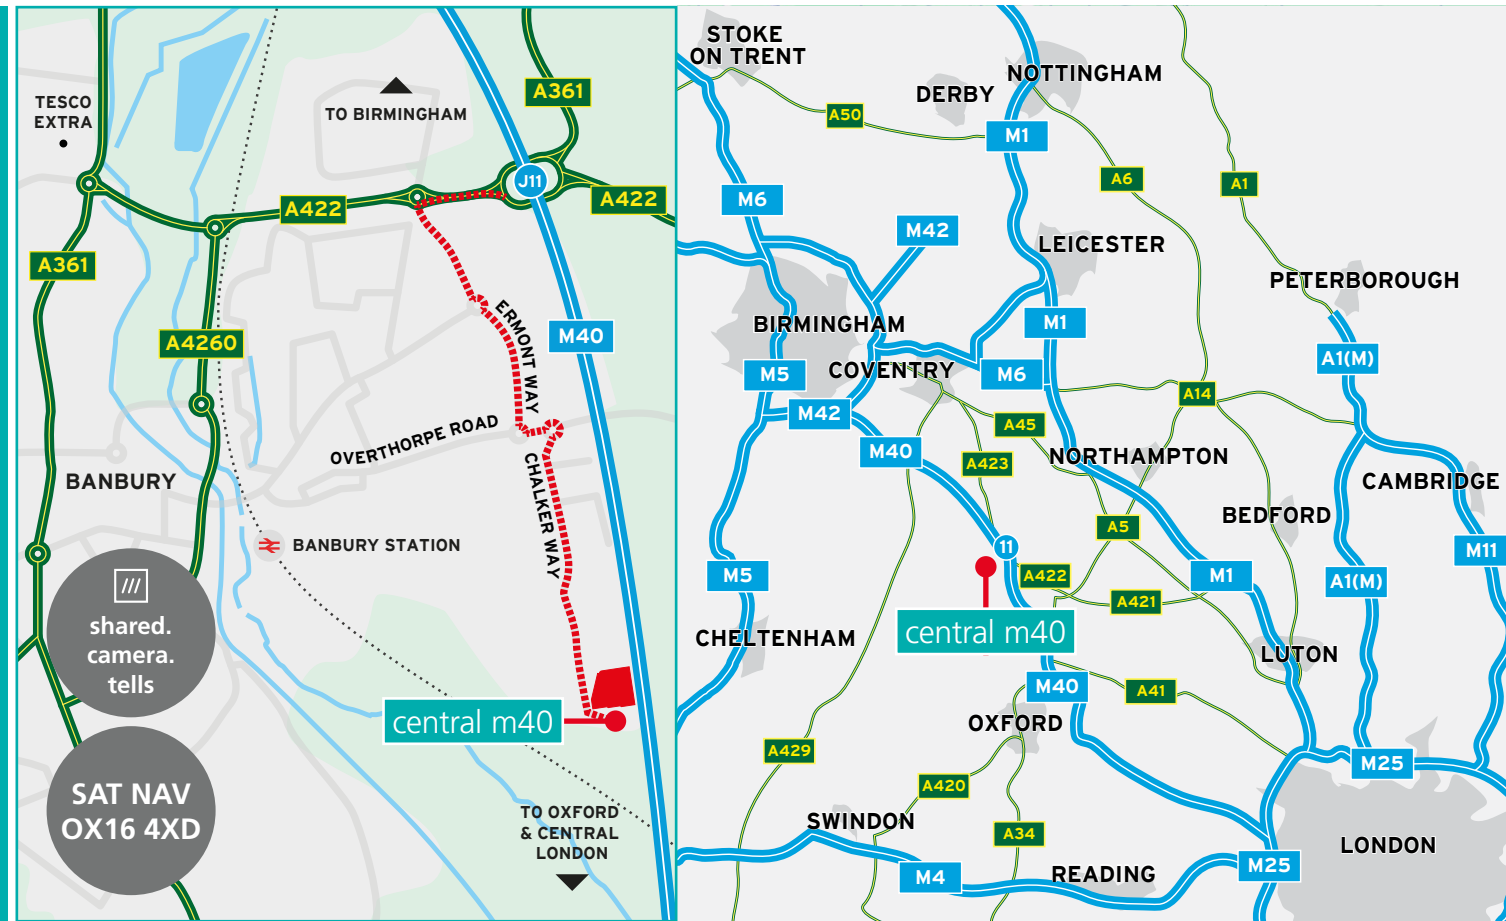 TESCO
EXTRA
TO BIRMINGHAM
A361
J11
A422
A422
A361
A4260
M40
ERMONT WAY
OVERTHORPE ROAD
CHALKER WAY
BANBURY
BANBURY STATION
///
shared.
camera.
tells
central m40
SAT NAV
OX16 4XD
TO OXFORD
& CENTRAL
LONDON
STOKE
ON TRENT
NOTTINGHAM
DERBY
A50
M1
A6
A1
M6
M42
LEICESTER
PETERBOROUGH
BIRMINGHAM
M1
A1(M)
COVENTRY
M5
M6
A14
M42
A45
M40
A423
NORTHAMPTON
CAMBRIDGE
BEDFORD
A5
11
M11
M5
A422
M1
A1(M)
A421
central m40
CHELTENHAM
LUTON
M40
A41
OXFORD
A429
M25
A420
SWINDON
A34
LONDON
M4
READING
M25